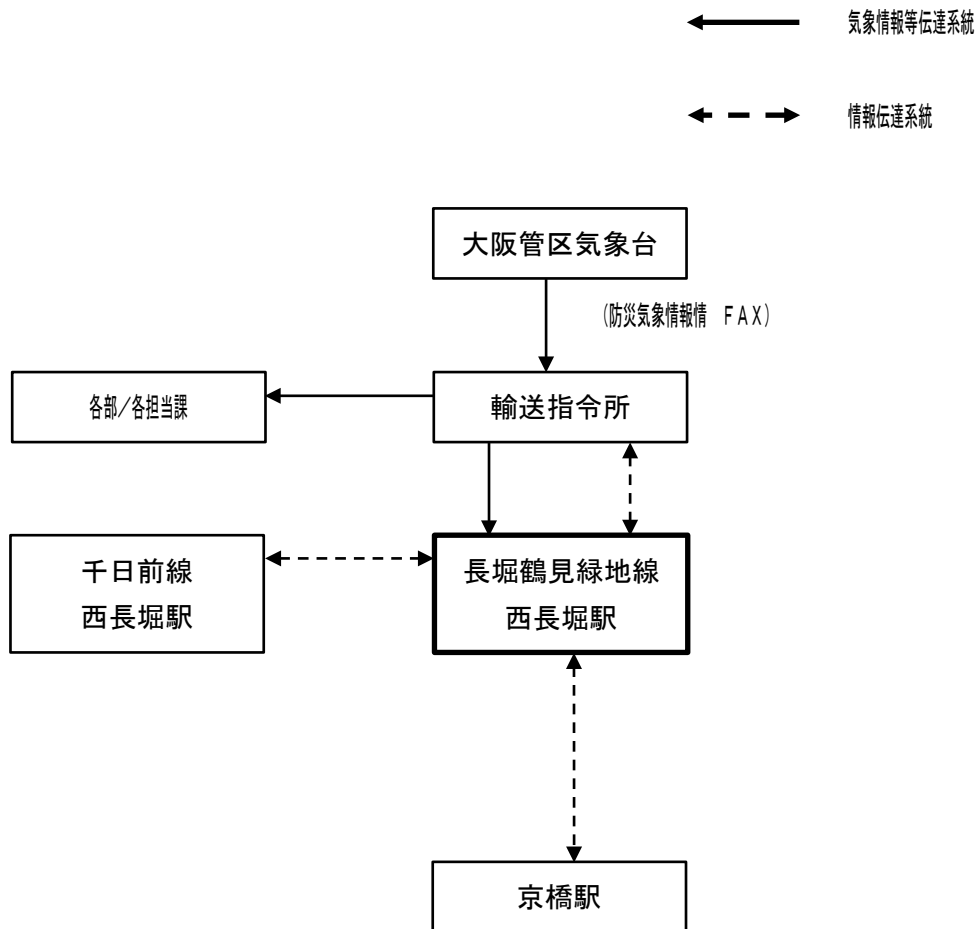 気象情報等伝達系統
情報伝達系統
大阪管区気象台
(防災気象情報情　ＦＡＸ)
各部／各担当課
輸送指令所
千日前線
西長堀駅
長堀鶴見緑地線
西長堀駅
京橋駅